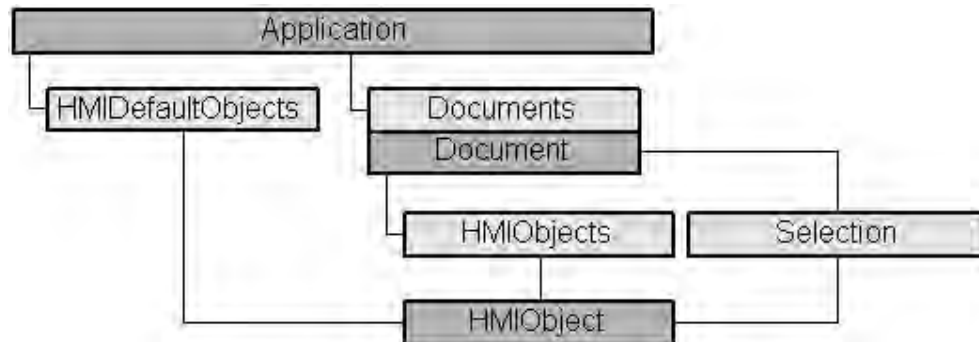 Application
HMIDefaultObjects
Documents
Document
HMIObjects
Selection
HMIObject